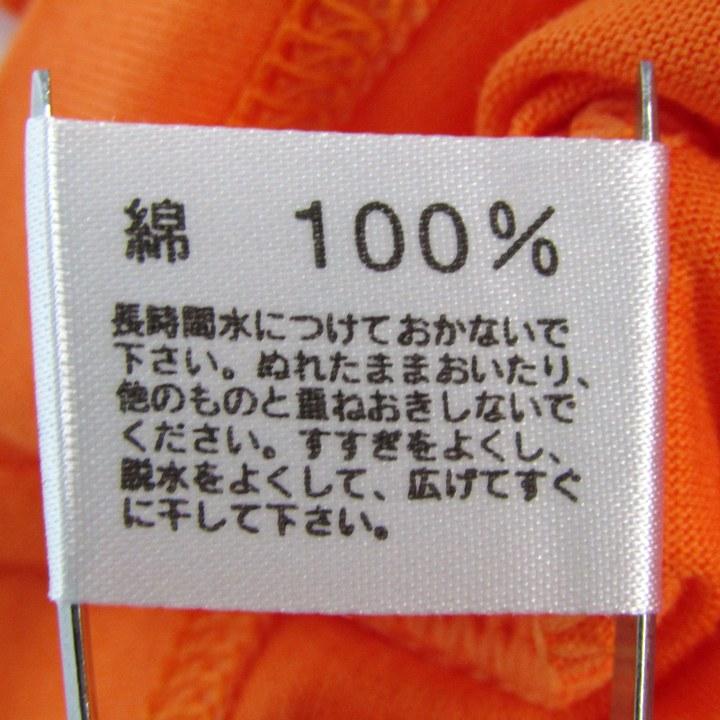 綿 100%
長時間水につけておかないで
下さい。ぬれたままおいたり、
他のものと重ねおきしないで
ください。すすぎをよくし、
脱水をよくして、広げてすぐ
に干して下さい。